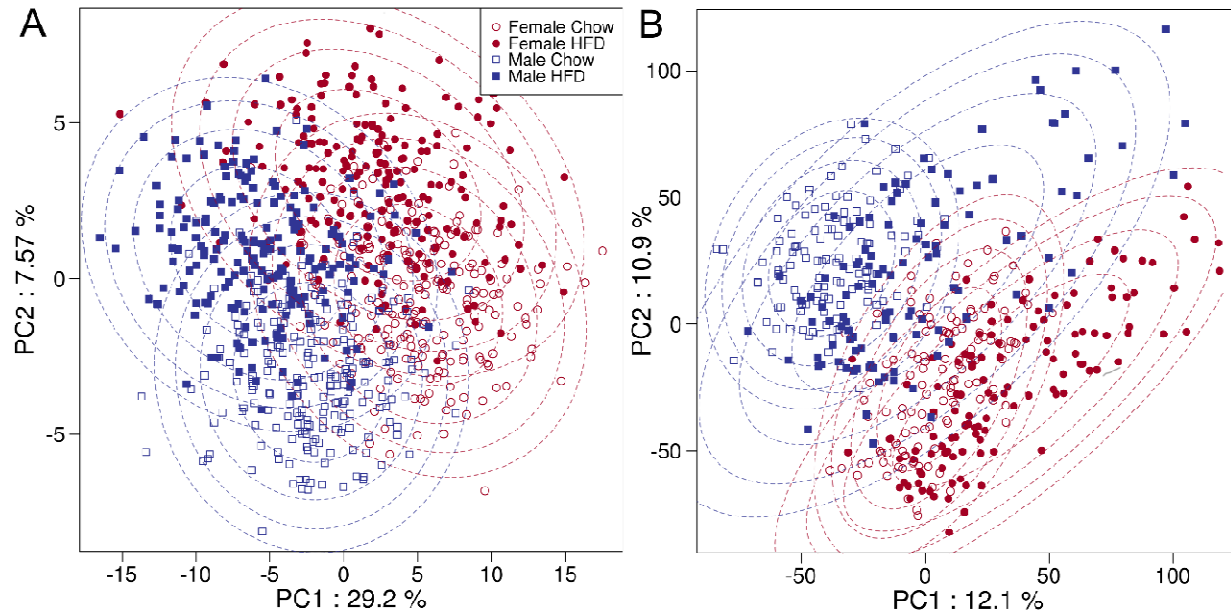 A
Female Chow
Female HFD
Male Chow
Male HFD
5
0
-5
PC2 : 7.57 %
-15
-10
-5
0
5
10
15
PC1 : 29.2 %
B
100
50
0
-50
PC2 : 10.9 %
-50
0
50
100
PC1 : 12.1 %